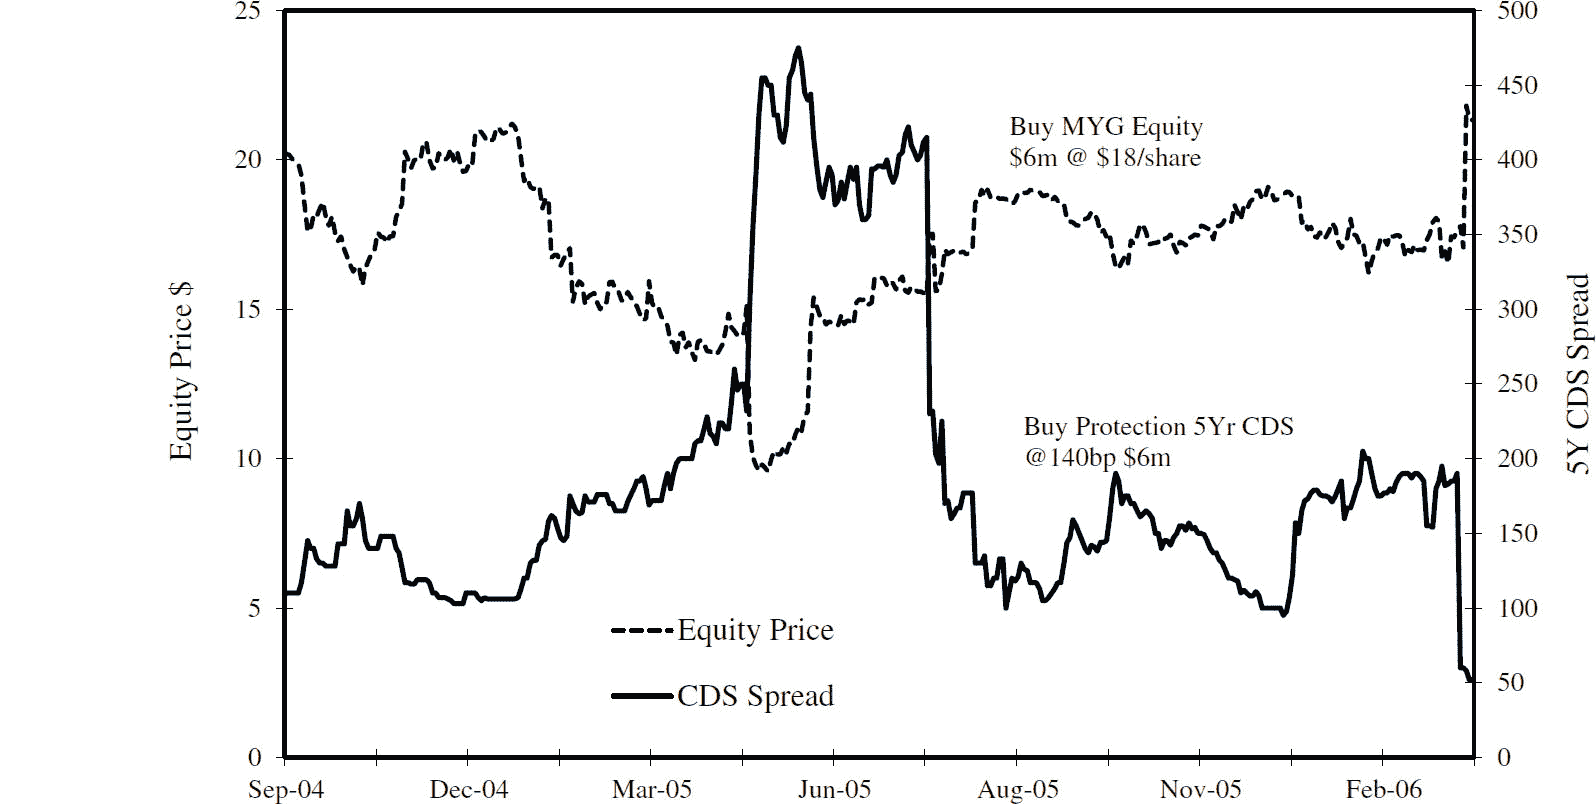 25
20
15
10
5
0
Equity Price $
500
450
400
350
300
250
200
150
100
50
0
5Y CDS Spread
Buy MYG Equity
$6m @ $18/share
Buy Protection 5Yr CDS
@140bp $6m
Equity Price
CDS Spread
Sep-04 Dec-04 Mar-05 Jun-05 Aug-05 Nov-05 Feb-06